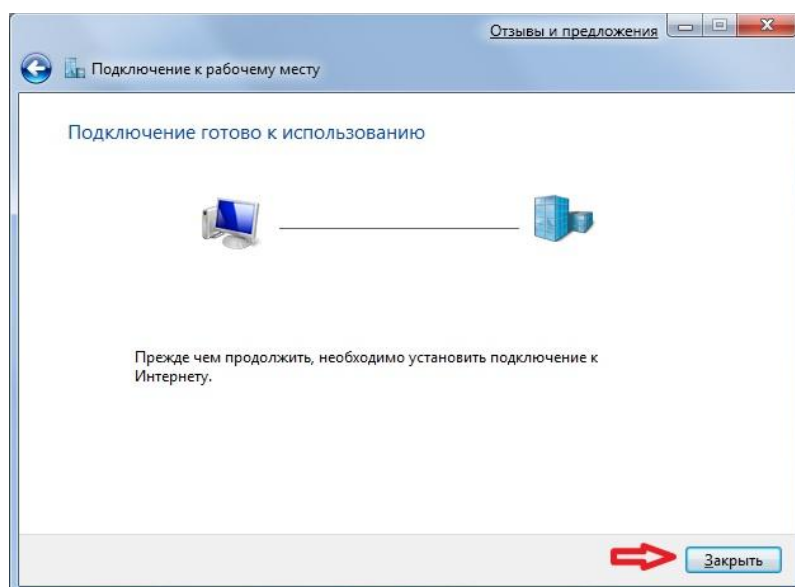 Отзывы и предложения
Подключение к рабочему месту
Подключение готово к использованию
Прежде чем продолжить, необходимо установить подключение к
Интернету.
Закрыть